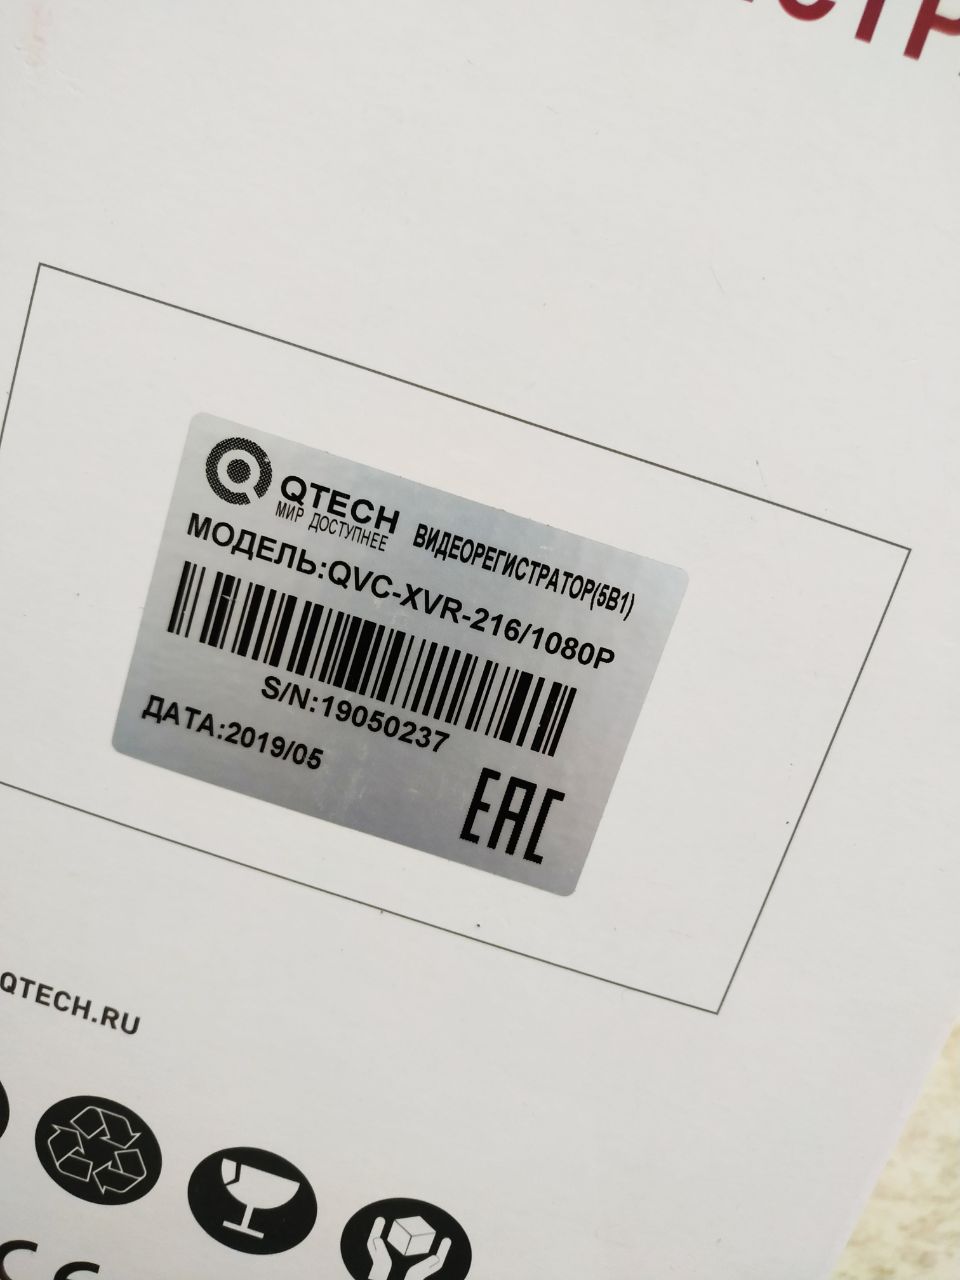 QTECH
МИР ДОСТУПНЕЕ
ВИДЕОРЕГИСТРАТОР(5В1)
МОДЕЛЬ:QVC-XVR-216/1080P
S/N:19050237
ДАТА:2019/05
EAC
QTECH.RU